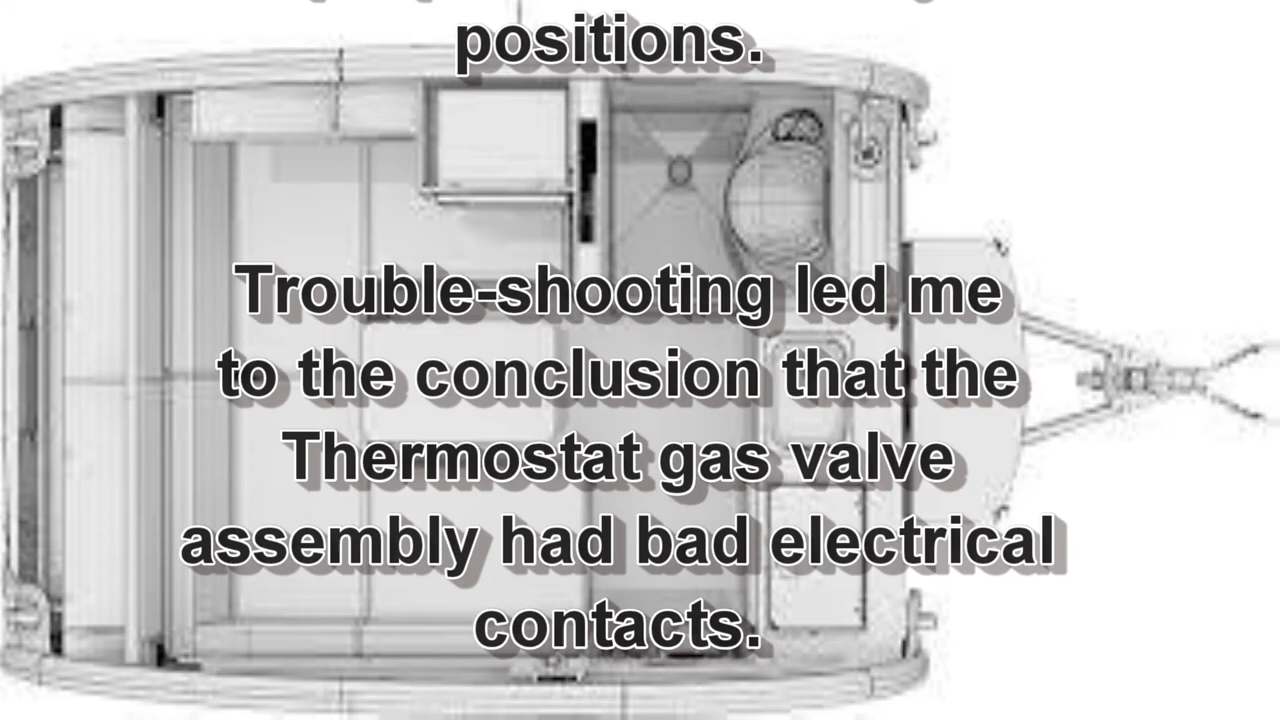 positions.
Trouble-shooting led me
to the conclusion that the
Thermostat gas valve
assembly had bad electrical
contacts.